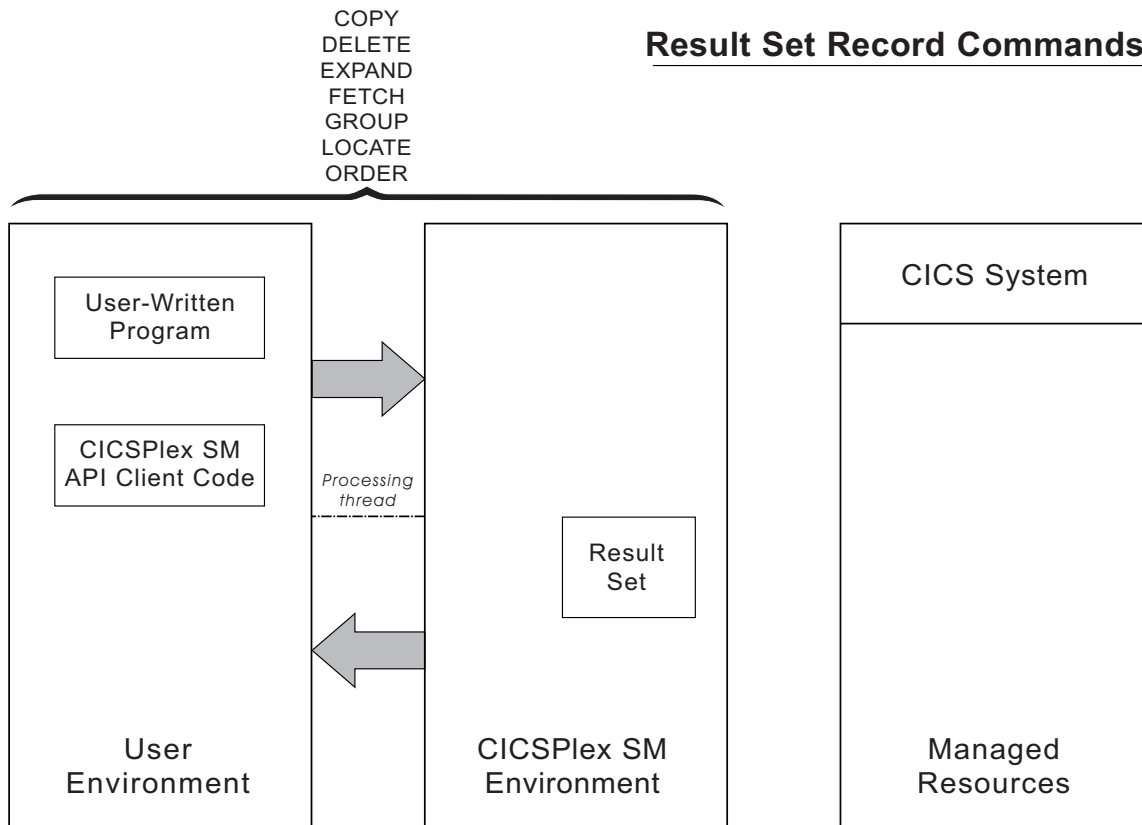 COPY
DELETE
EXPAND
FETCH
GROUP
LOCATE
ORDER
Result Set Record Commands
User-Written
Program
CICSPlex SM
API Client Code
Processing
thread
Result
Set
CICS System
User
Environment
CICSPlex SM
Environment
Managed
Resources